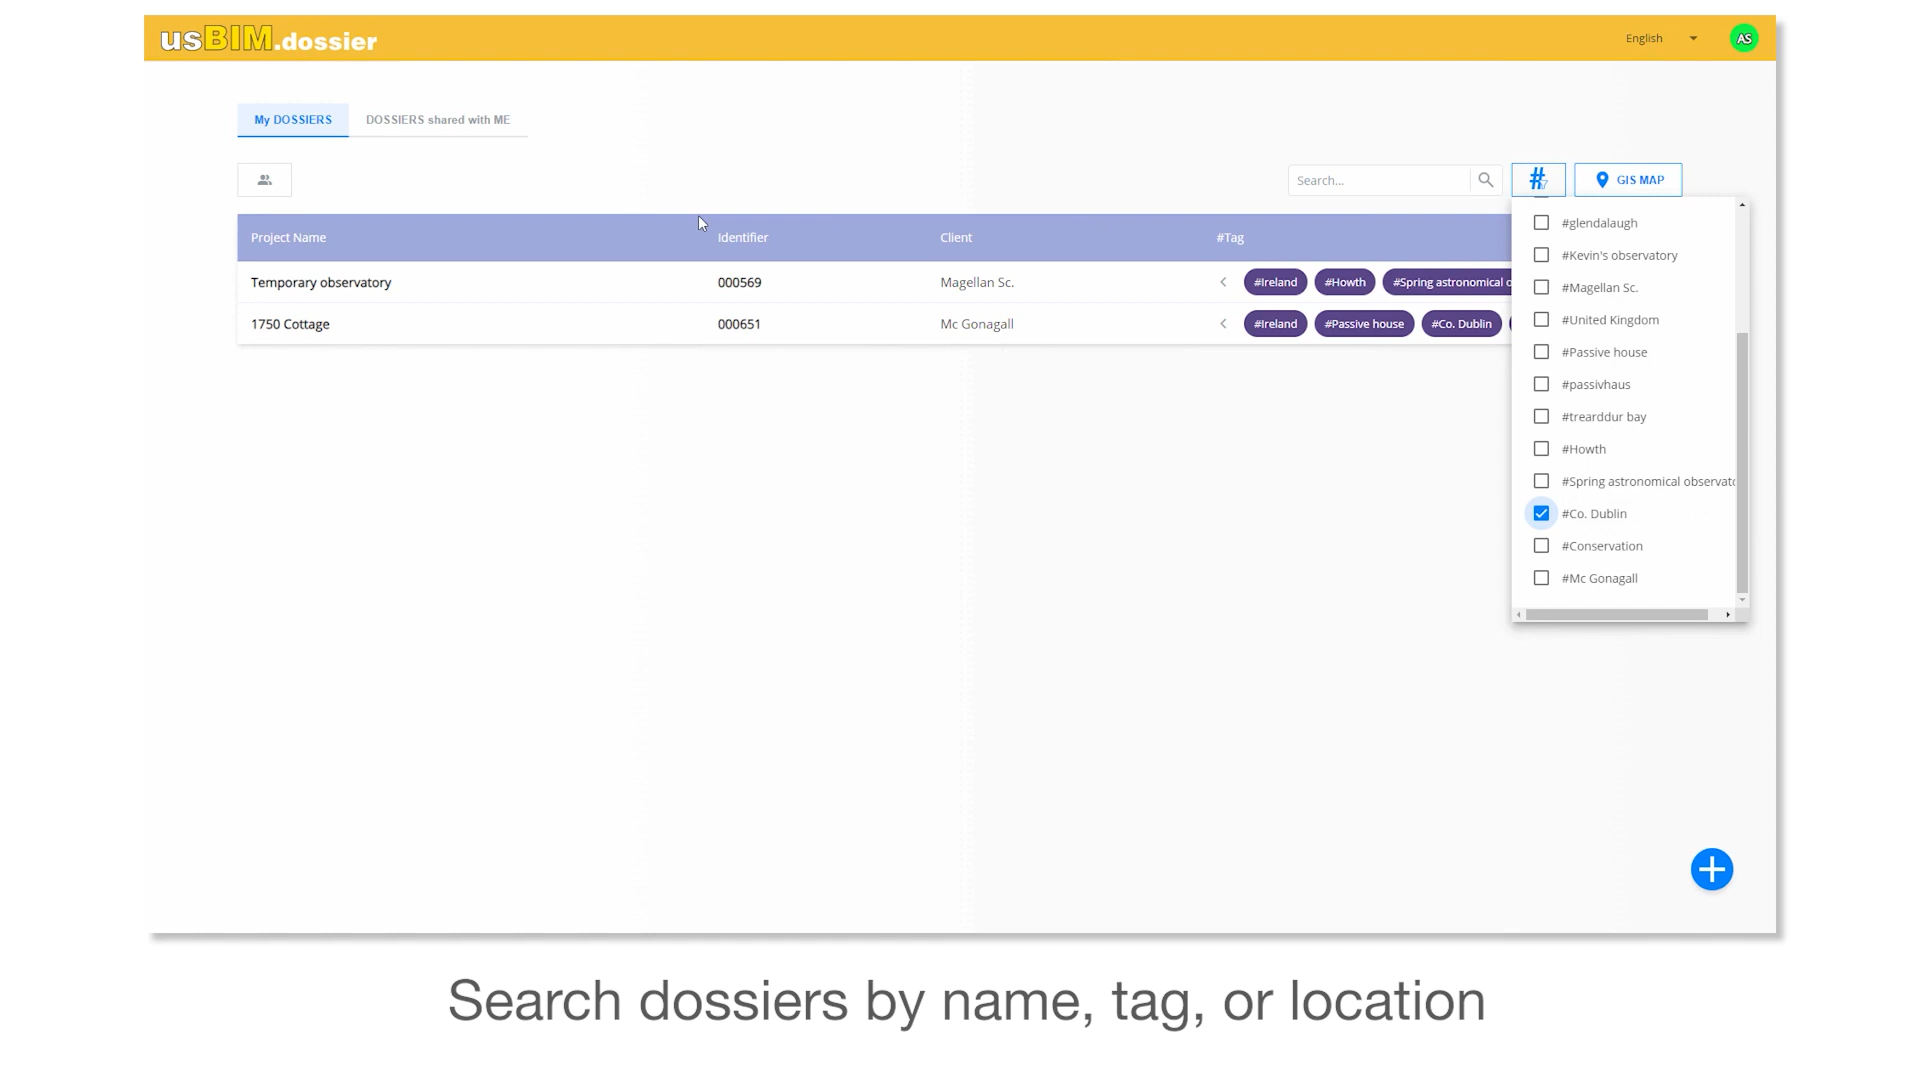 usBIM.dossier
English
AS
My DOSSIERS
DOSSIERS shared with ME
Search...
#
GIS MAP
Project Name Identifier Client #Tag
Temporary observatory 000569 Magellan Sc. #Ireland #Howth #Spring astronomical o
1750 Cottage 000651 Mc Gonagall #Ireland #Passive house #Co. Dublin
#glendalaugh
#Kevin's observatory
#Magellan Sc.
#United Kingdom
#Passive house
#passivhaus
#trearddur bay
#Howth
#Spring astronomical observato
#Co. Dublin
#Conservation
#Mc Gonagall
Search dossiers by name, tag, or location